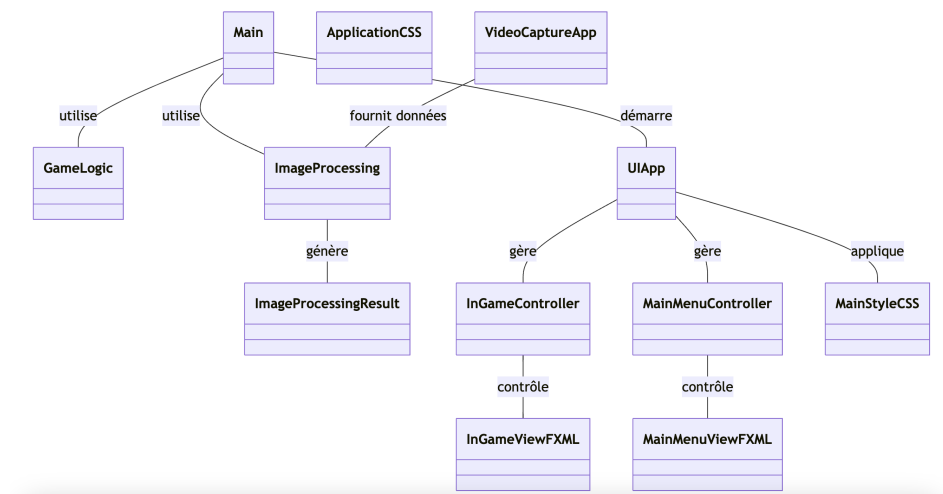 Main
ApplicationCSS
VideoCaptureApp
utilise
utilise
fournit données
démarre
GameLogic
ImageProcessing
UIApp
génère
gère
gère
applique
ImageProcessingResult
InGameController
MainMenuController
MainStyleCSS
contrôle
contrôle
InGameViewFXML
MainMenuViewFXML